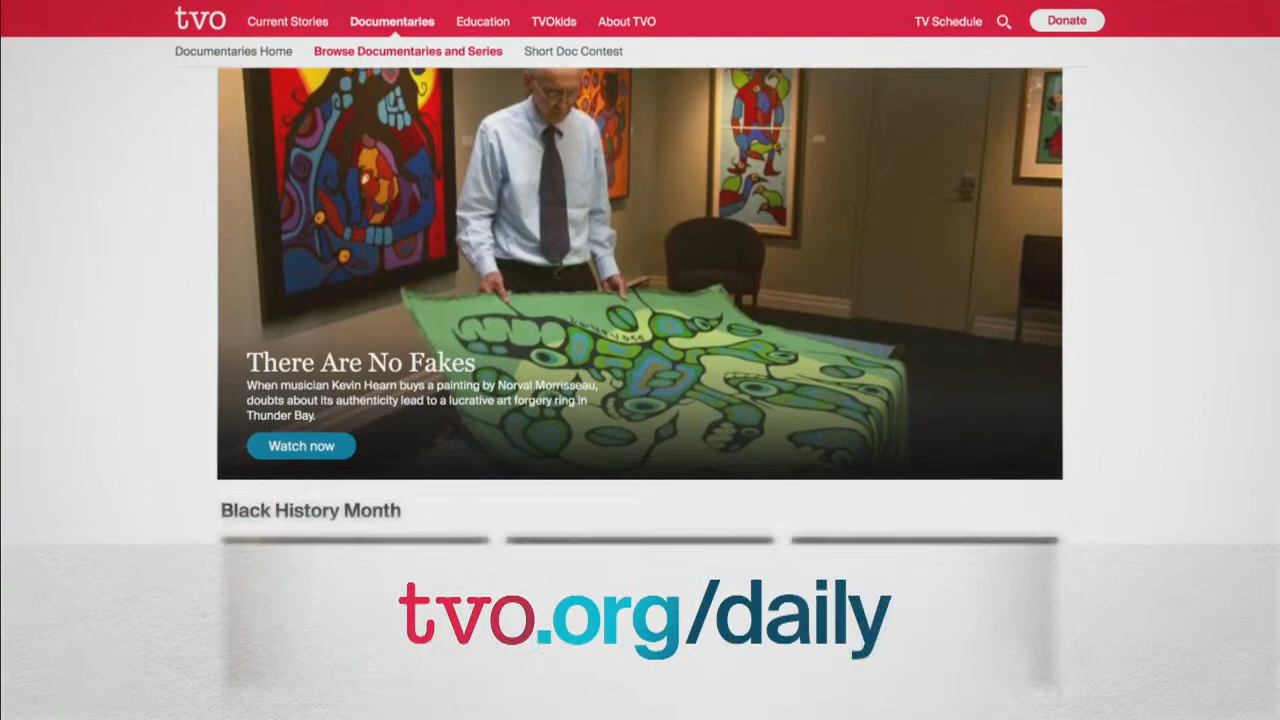 tvo Current Stories Documentaries Education TVOkids About TVO TV Schedule Donate
Documentaries Home Browse Documentaries and Series Short Doc Contest
There Are No Fakes
When musician Kevin Hearn buys a painting by Norval Morrisseau,
doubts about its authenticity lead to a lucrative art forgery ring in
Thunder Bay.
Watch now
Black History Month
tvo.org/daily